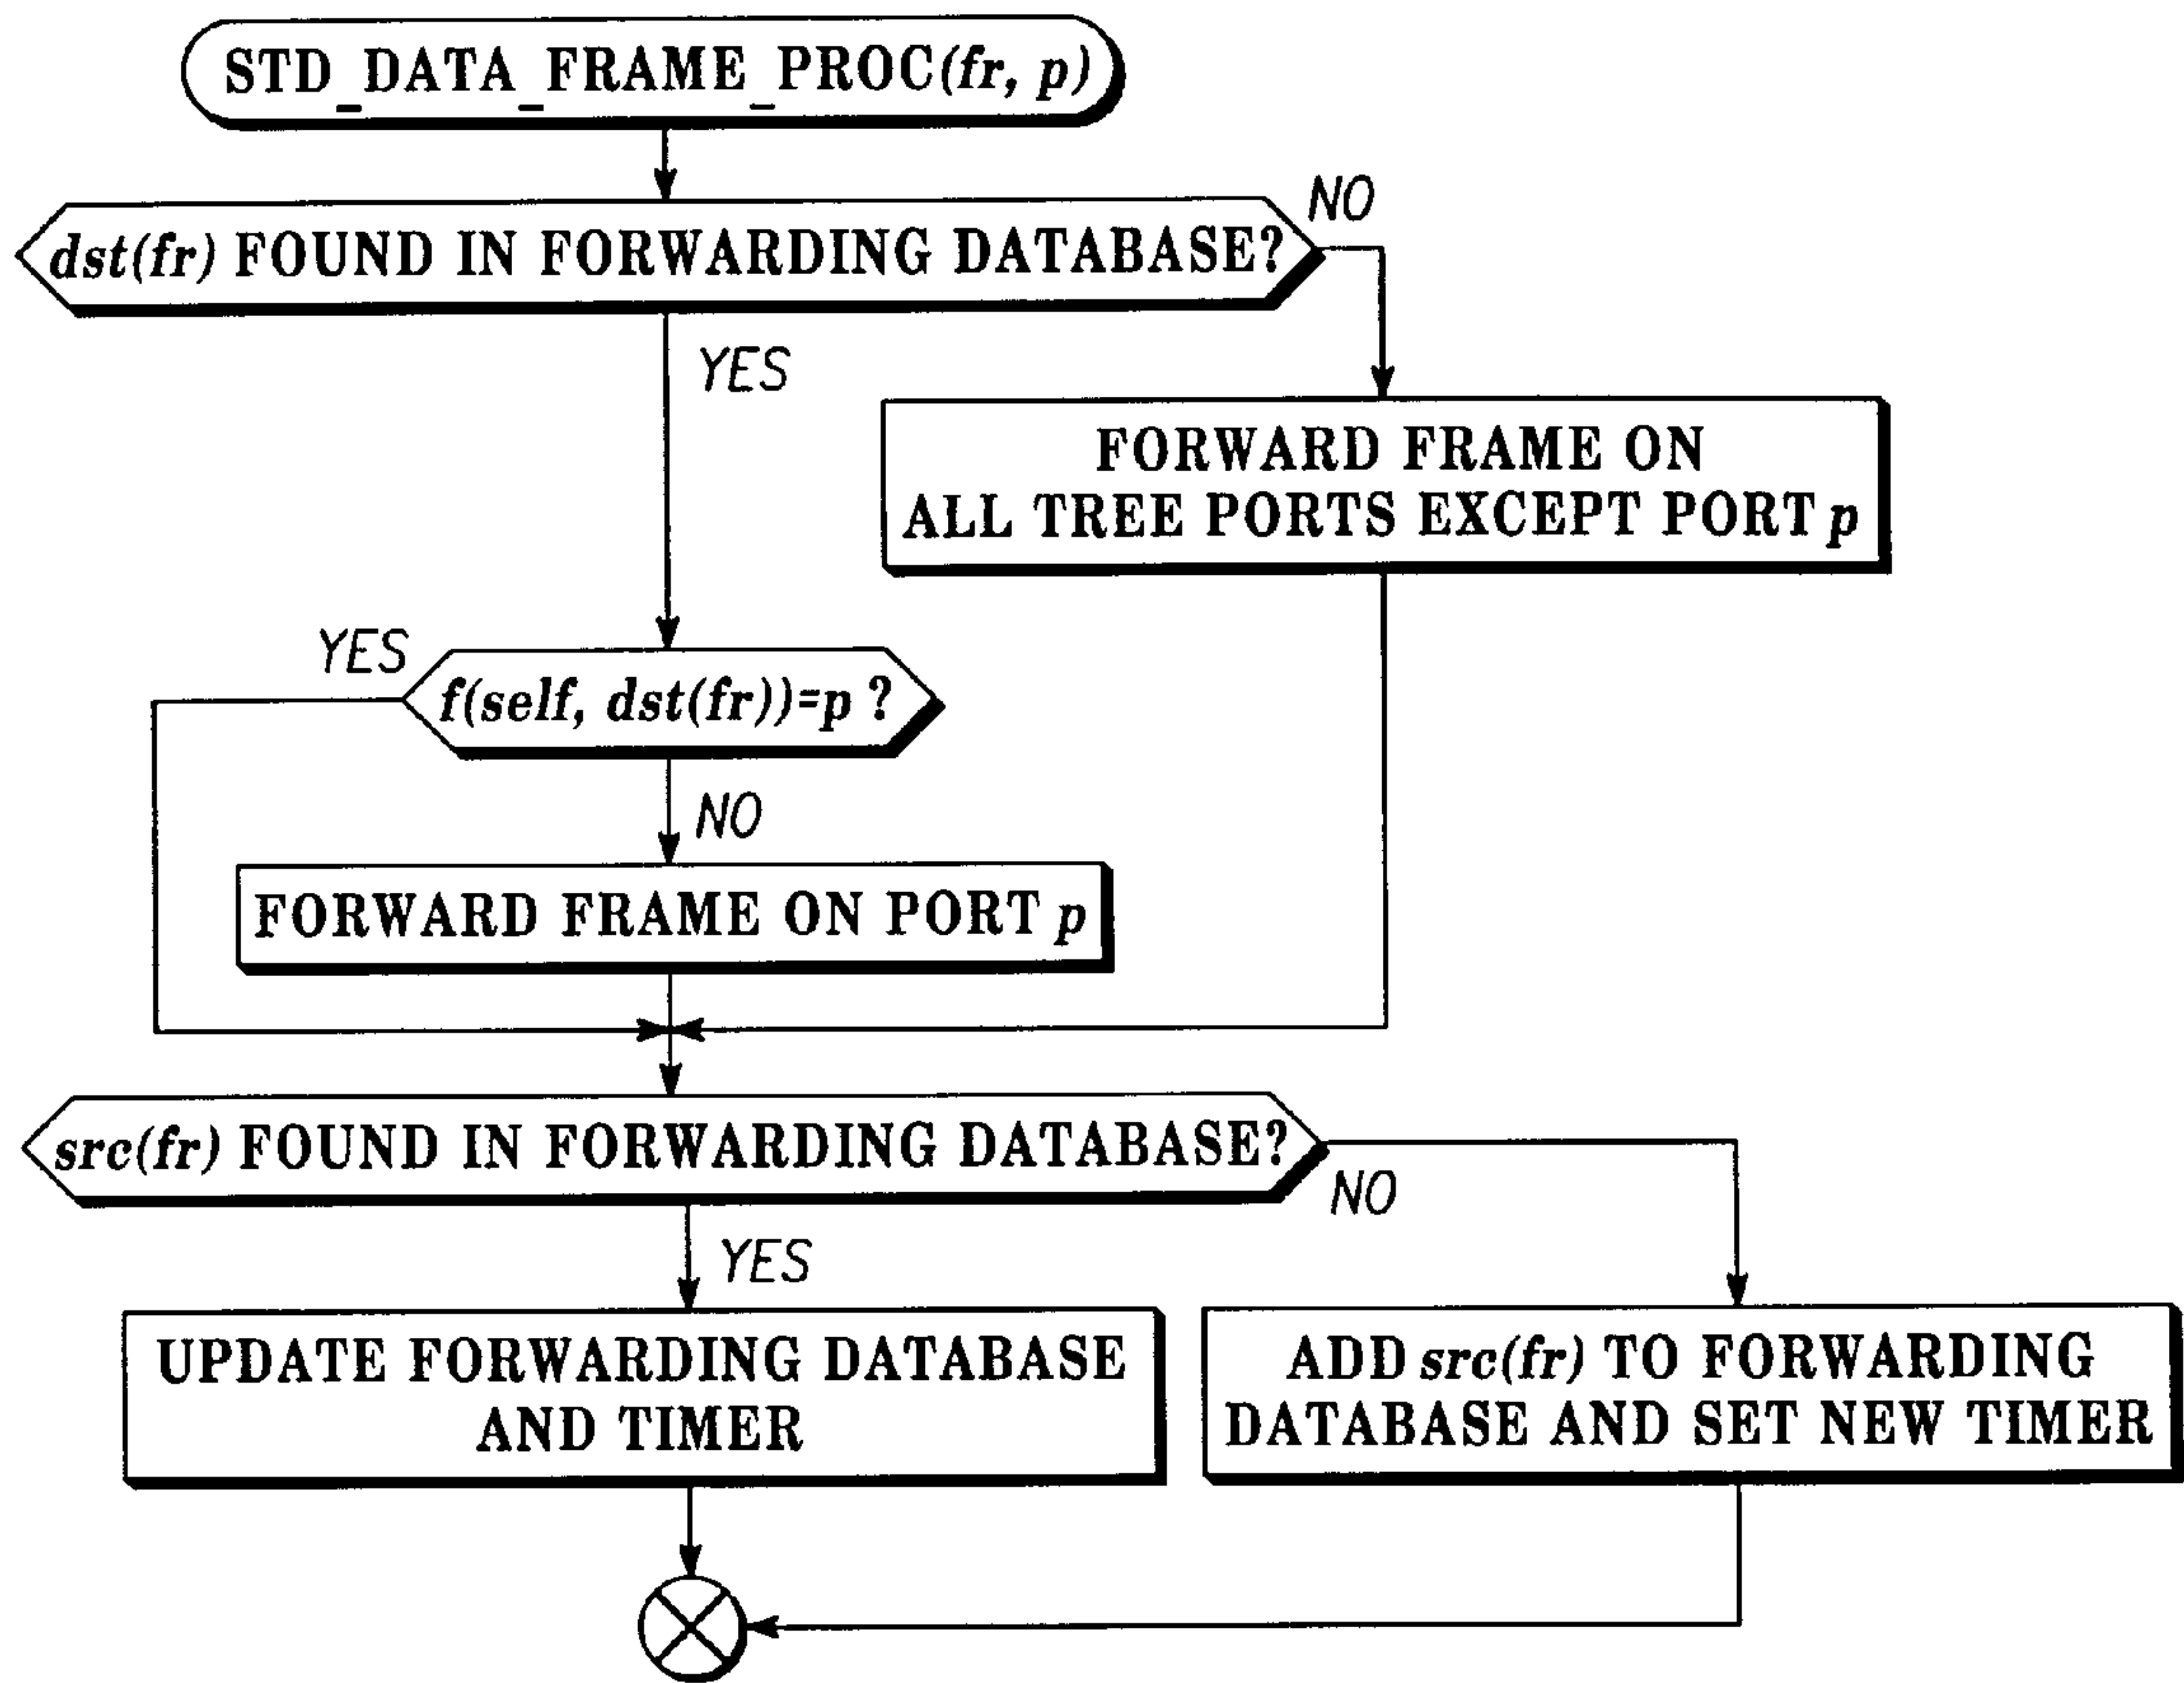 STD_DATA_FRAME_PROC(fr, p)
dst(fr) FOUND IN FORWARDING DATABASE?
NO
YES
FORWARD FRAME ON
ALL TREE PORTS EXCEPT PORT p
YES
f(self, dst(fr))=p ?
NO
FORWARD FRAME ON PORT p
src(fr) FOUND IN FORWARDING DATABASE?
NO
YES
UPDATE FORWARDING DATABASE
AND TIMER
ADD src(fr) TO FORWARDING
DATABASE AND SET NEW TIMER